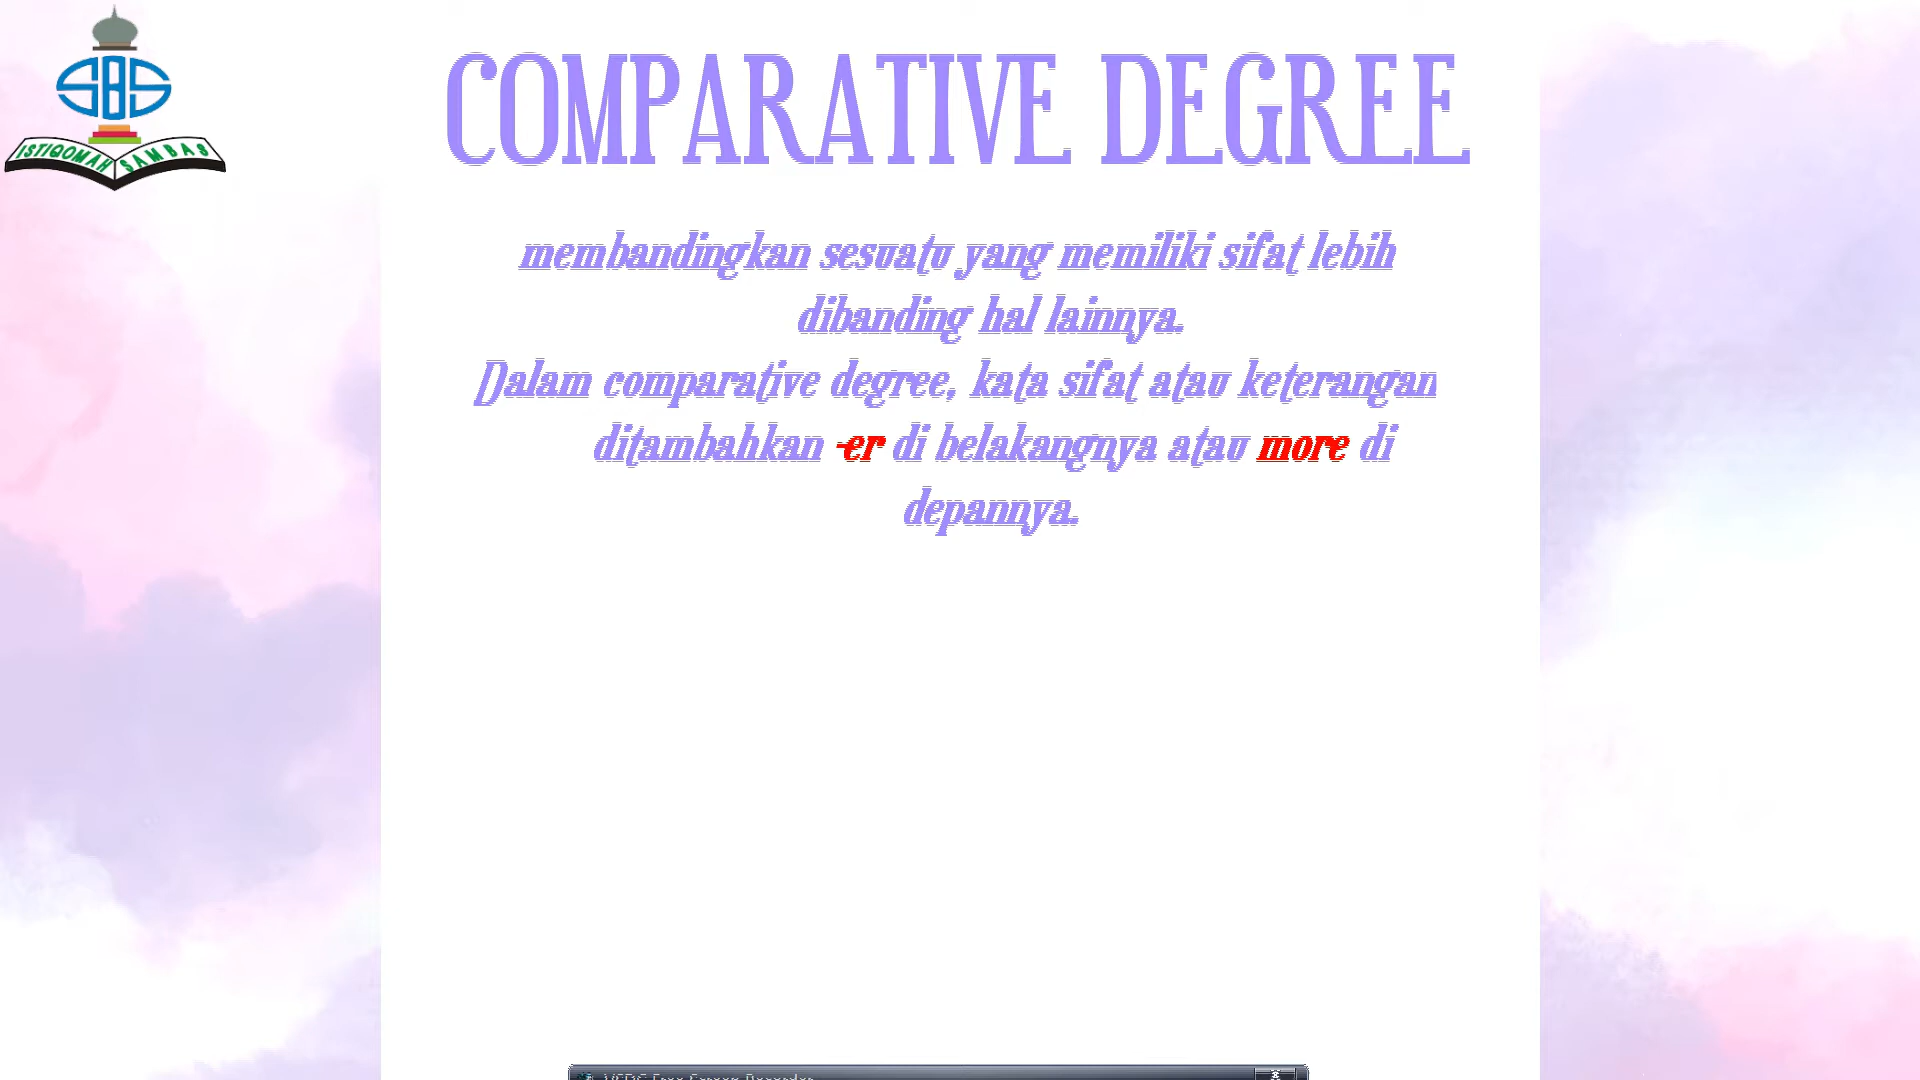 SBS
ISTIQOMAH SAMBAS
COMPARATIVE DEGREE
membandingkan sesuatu yang memiliki sifat lebih
dibanding hal lainnya.
Dalam comparative degree, kata sifat atau keterangan
ditambahkan -er di belakangnya atau more di
depannya.